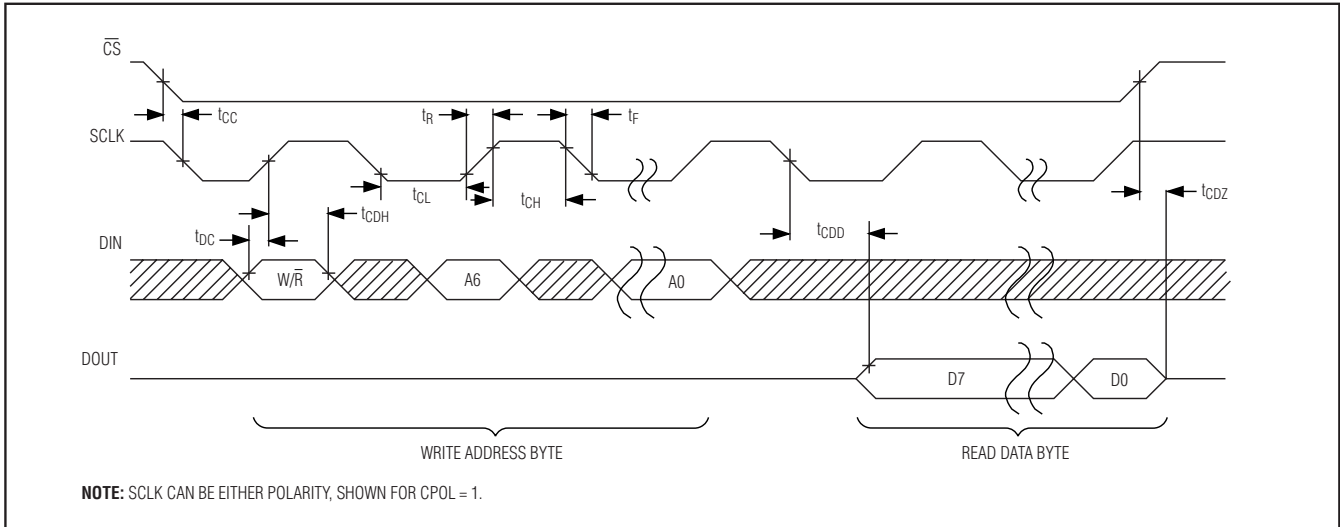 C̅S̅
tCC
tR
tF
SCLK
tCL
tCH
tCDZ
tCDH
tDC
tCDD
DIN
W/R̅
A6
A0
DOUT
D7
D0
WRITE ADDRESS BYTE
READ DATA BYTE
NOTE: SCLK CAN BE EITHER POLARITY, SHOWN FOR CPOL = 1.